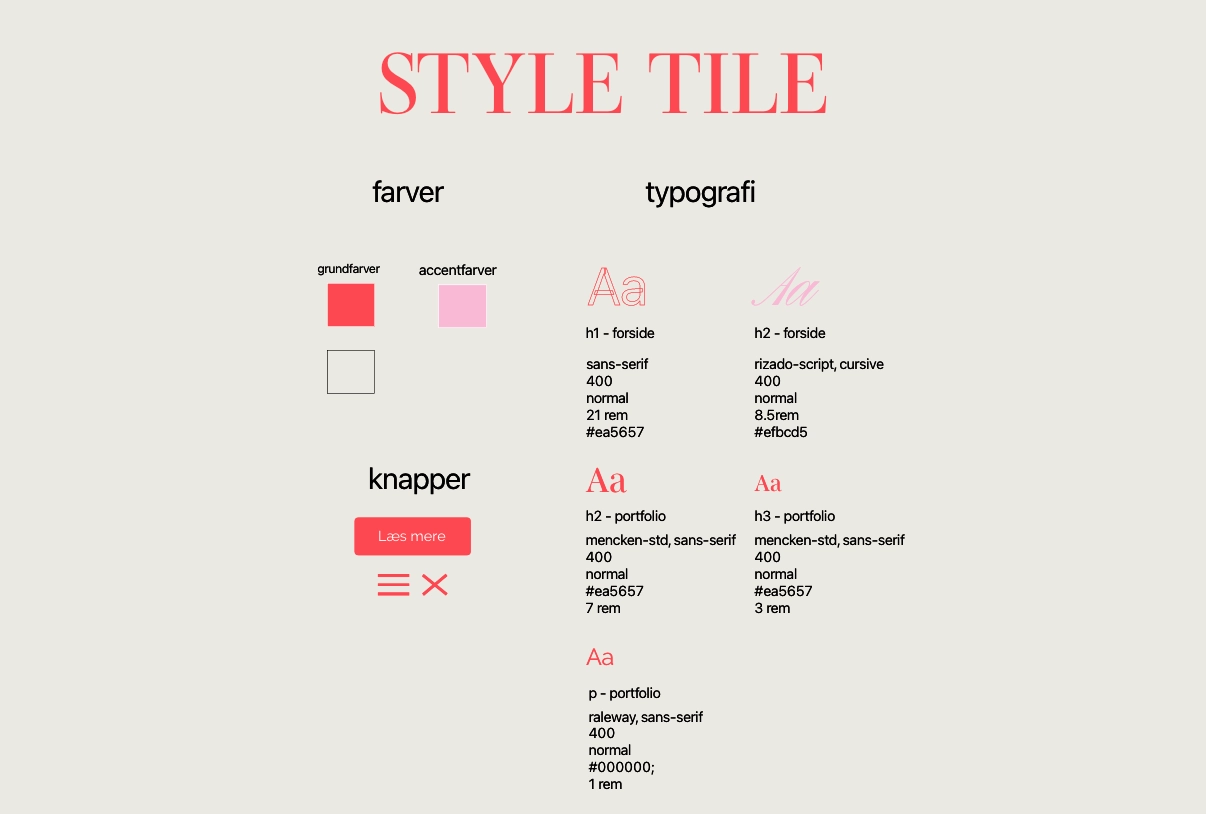 STYLE TILE
farver
grundfarver
accentfarver
knapper
Læs mere
typografi
Aa
h1 - forside
sans-serif
400
normal
21 rem
#ea5657
Aa
h2 - forside
rizado-script, cursive
400
normal
8.5rem
#efbcd5
Aa
h2 - portfolio
mencken-std, sans-serif
400
normal
#ea5657
7 rem
Aa
h3 - portfolio
mencken-std, sans-serif
400
normal
#ea5657
3 rem
Aa
p - portfolio
raleway, sans-serif
400
normal
#000000;
1 rem